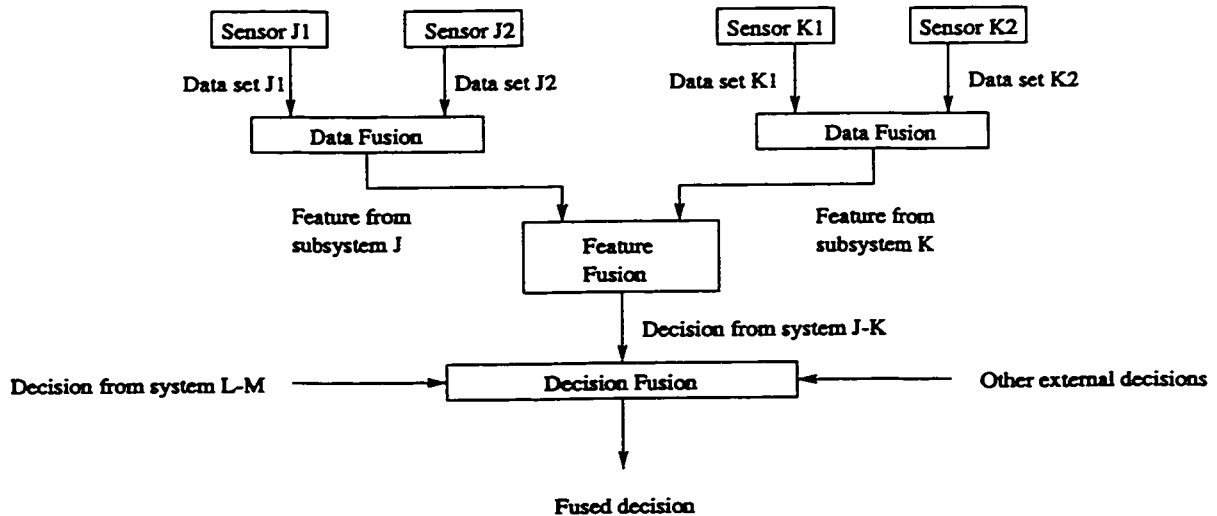 Sensor J1
Sensor J2
Sensor K1
Sensor K2
Data set J1
Data set J2
Data set K1
Data set K2
Data Fusion
Data Fusion
Feature from
subsystem J
Feature from
subsystem K
Feature
Fusion
Decision from system J-K
Decision from system L-M
Decision Fusion
Other external decisions
Fused decision